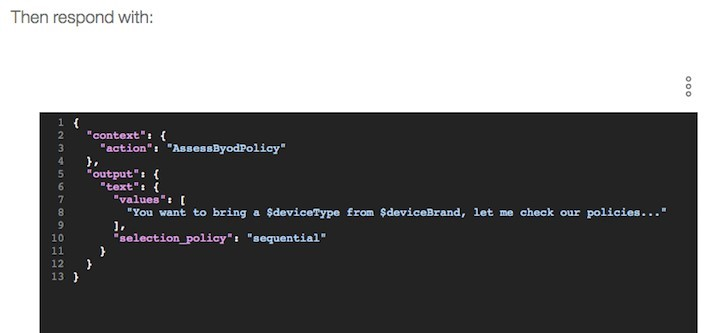 Then respond with:
1 {
2 "context": {
3 "action": "AssessByodPolicy"
4 },
5 "output": {
6 "text": {
7 "values": [
8 "You want to bring a $deviceType from $deviceBrand, let me check our policies..."
9 ],
10 "selection_policy": "sequential"
11 }
12 }
13 }